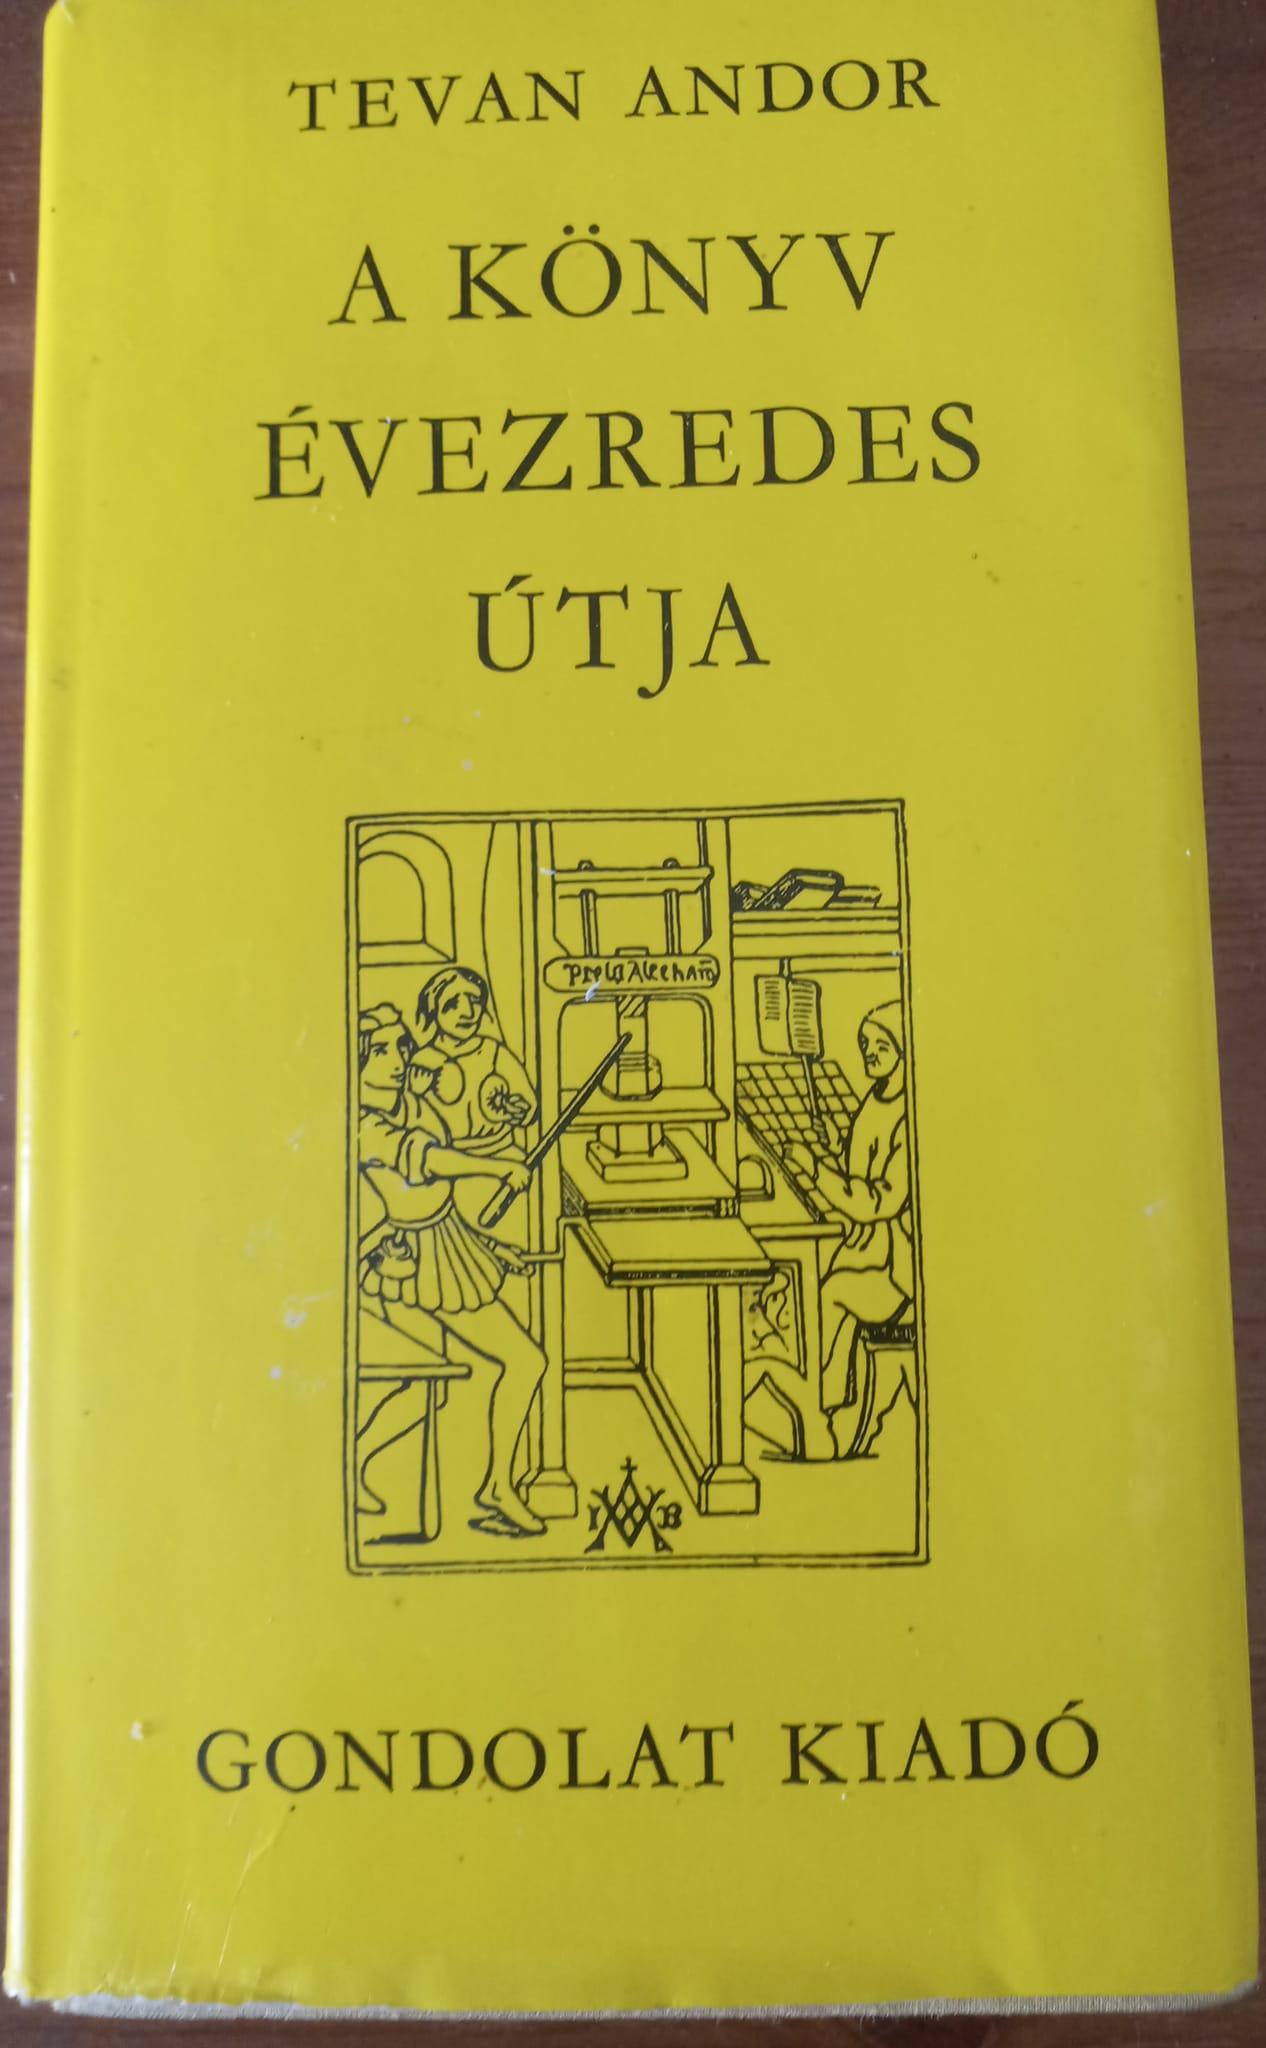 TEVAN ANDOR
A KÖNYV
ÉVEZREDES
ÚTJA
I B
GONDOLAT KIADÓ